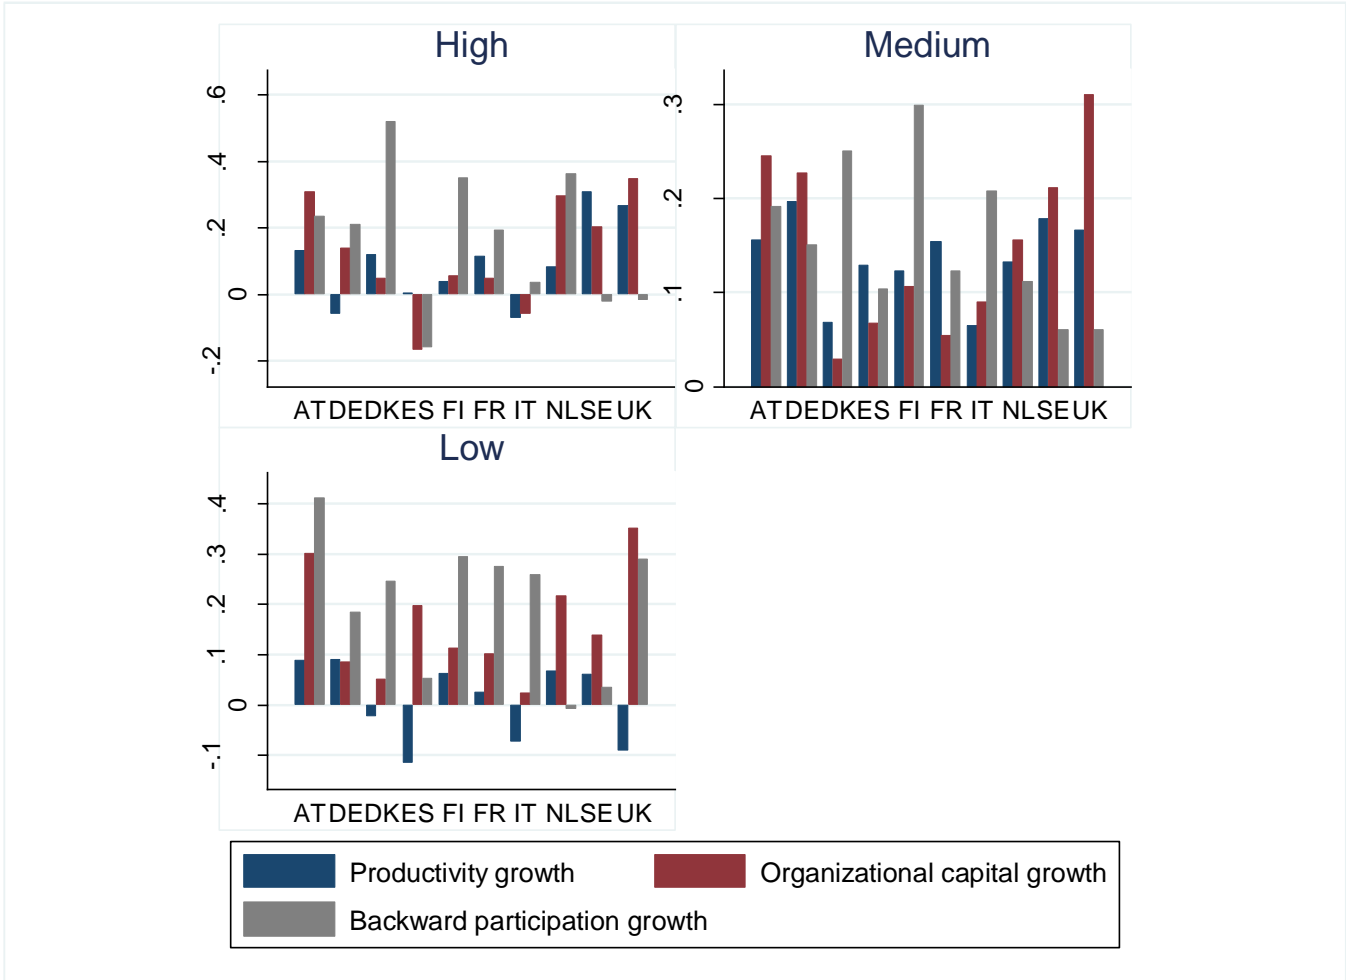 High
.6
.4
.2
0
-.2
AT DE DK ES FI FR IT NL SE UK
Medium
.3
.2
.1
0
AT DE DK ES FI FR IT NL SE UK
Low
.4
.3
.2
.1
0
-.1
AT DE DK ES FI FR IT NL SE UK
Productivity growth
Organizational capital growth
Backward participation growth